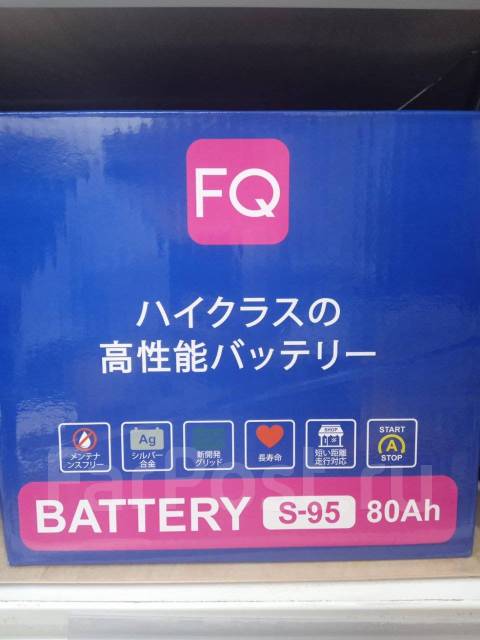 FQ
ハイクラスの
高性能バッテリー
メンテナ
ンスフリー
Ag
シルバー
合金
新開発
グリッド
長寿命
SHOP
短い距離
走行対応
START
A
STOP
BATTERY S-95 80Ah
FarPost.ru